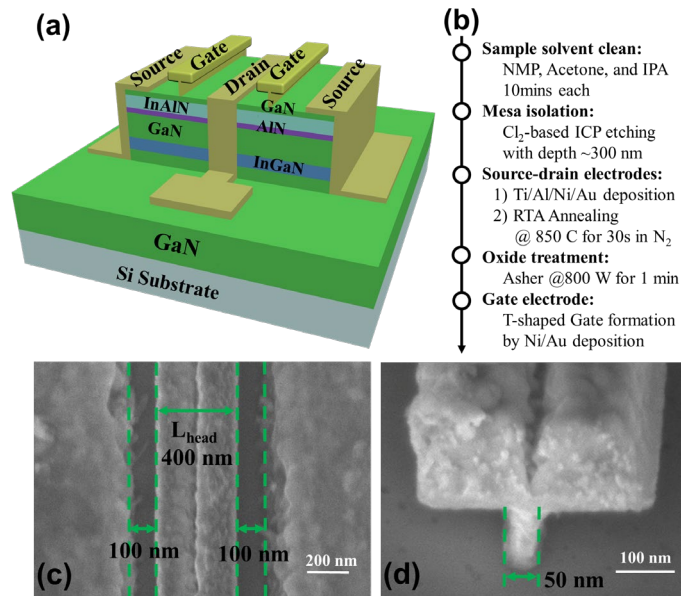 (a)
Source
Gate
Drain
Gate
Source
InAlN
GaN
GaN
AlN
InGaN
GaN
Si Substrate
(b)
Sample solvent clean:
NMP, Acetone, and IPA
10mins each
Mesa isolation:
Cl₂-based ICP etching
with depth ~300 nm
Source-drain electrodes:
1) Ti/Al/Ni/Au deposition
2) RTA Annealing
@ 850 C for 30s in N₂
Oxide treatment:
Asher @800 W for 1 min
Gate electrode:
T-shaped Gate formation
by Ni/Au deposition
L_head
400 nm
100 nm
100 nm
200 nm
(c)
100 nm
50 nm
(d)